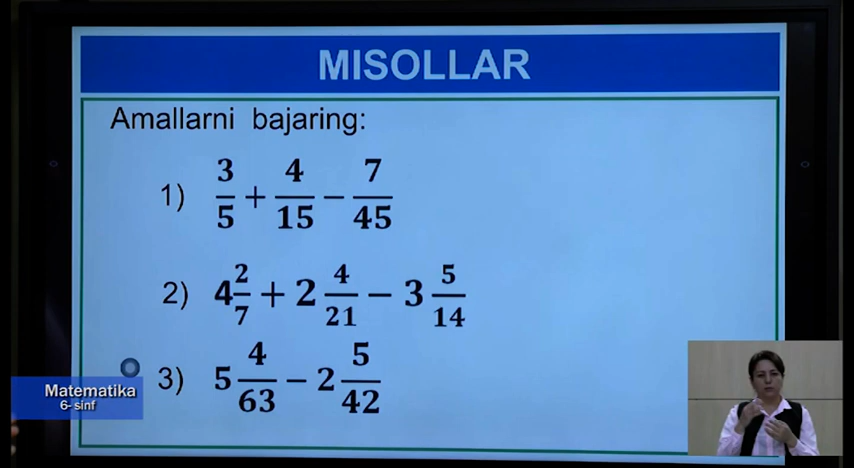 MISOLLAR
Amallarni bajaring:
1) 3/5 + 4/15 − 7/45
2) 4 2/7 + 2 4/21 − 3 5/14
3) 5 4/63 − 2 5/42
Matematika
6- sinf